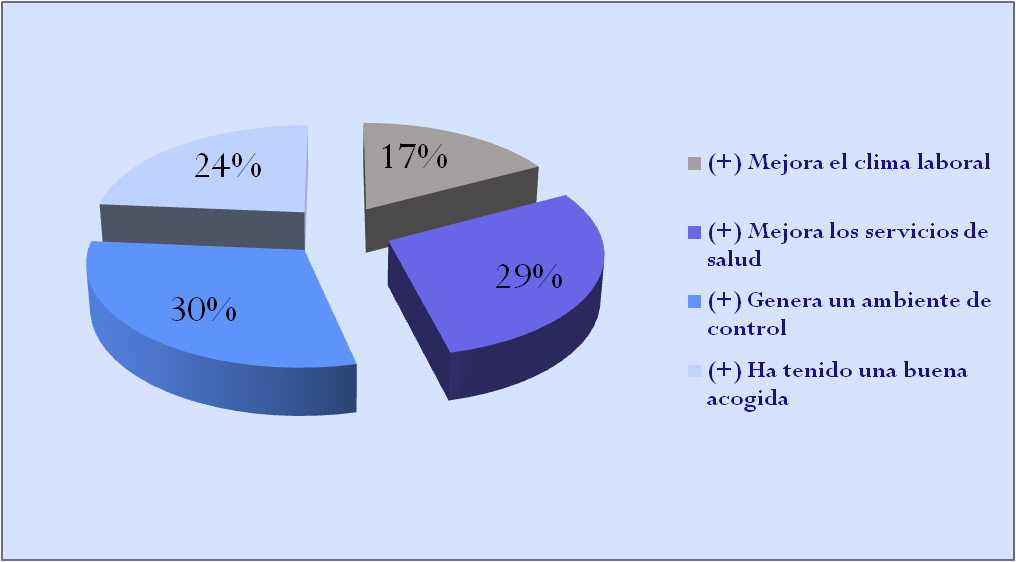 24%
17%
29%
30%
(+) Mejora el clima laboral
(+) Mejora los servicios de
salud
(+) Genera un ambiente de
control
(+) Ha tenido una buena
acogida